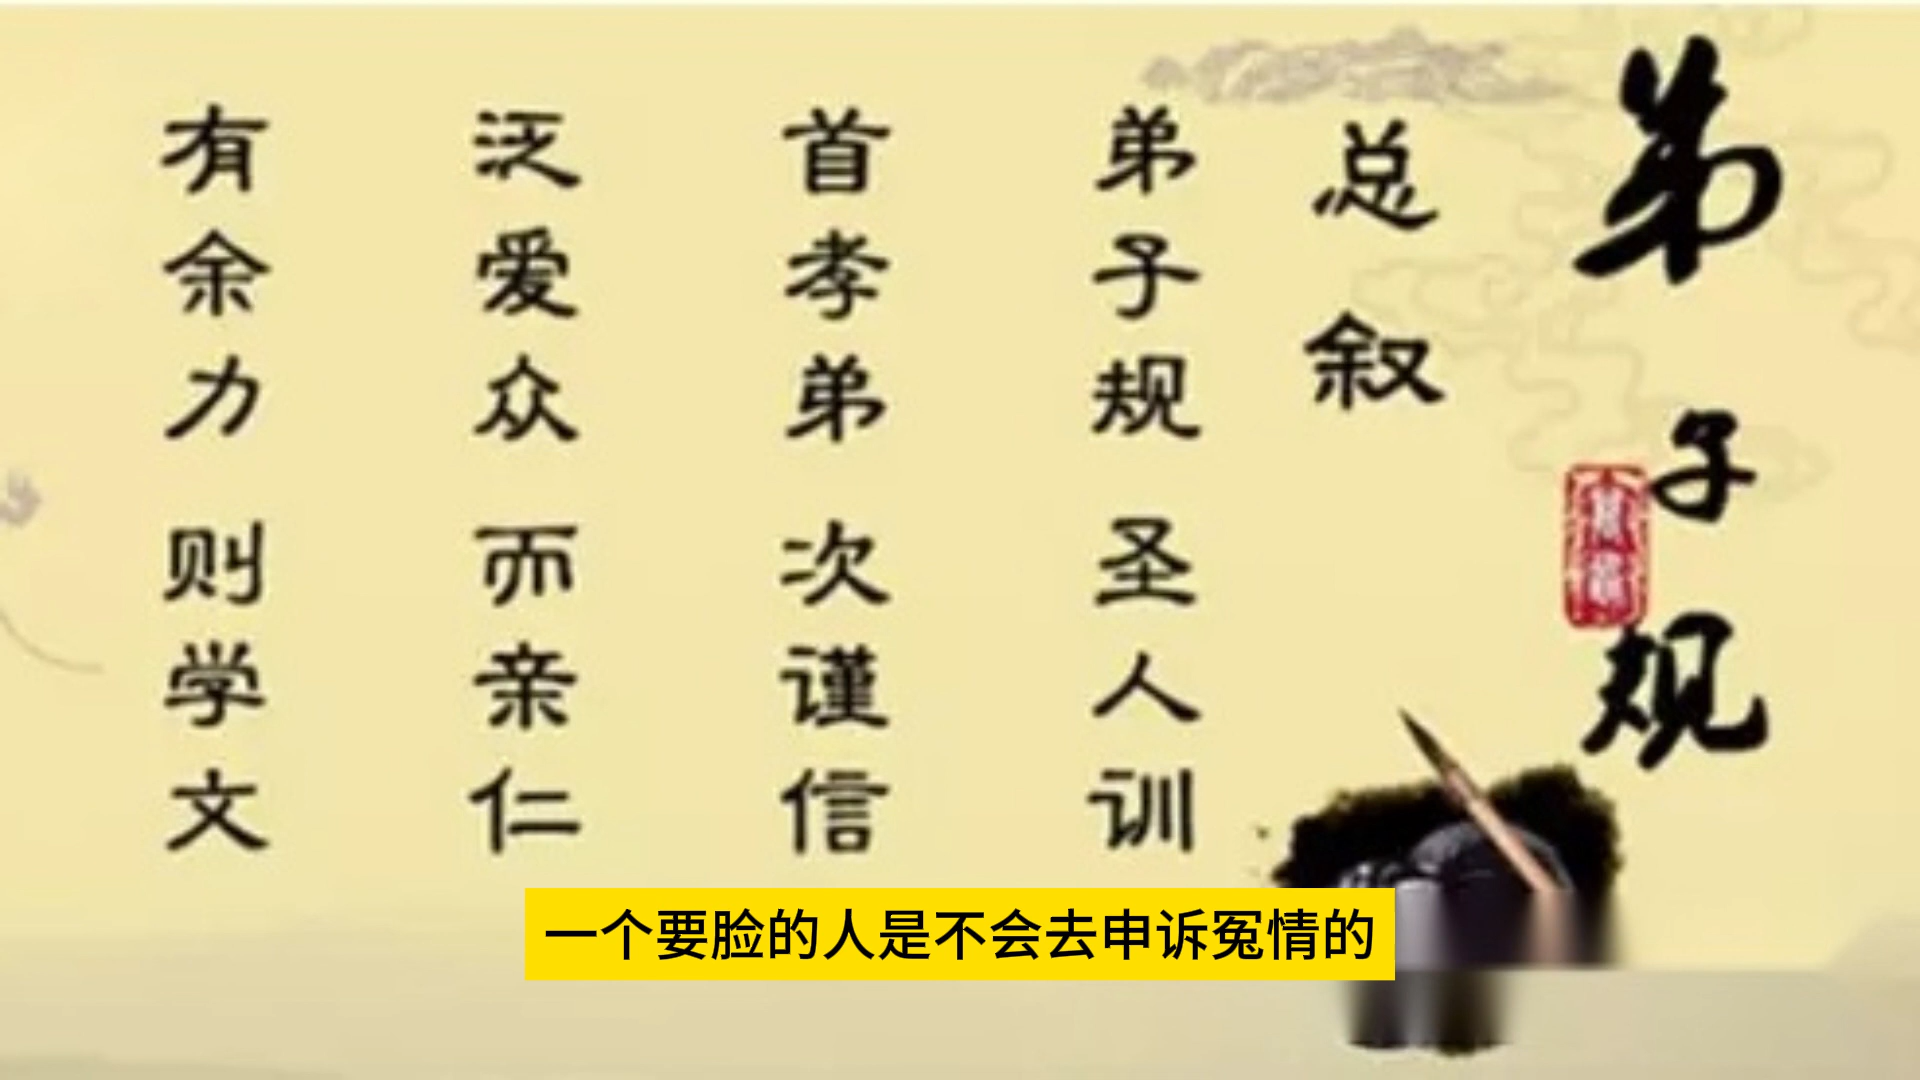 弟子规
总叙
弟子规 圣人训
首孝弟 次谨信
泛爱众 而亲仁
有余力 则学文
一个要脸的人是不会去申诉冤情的